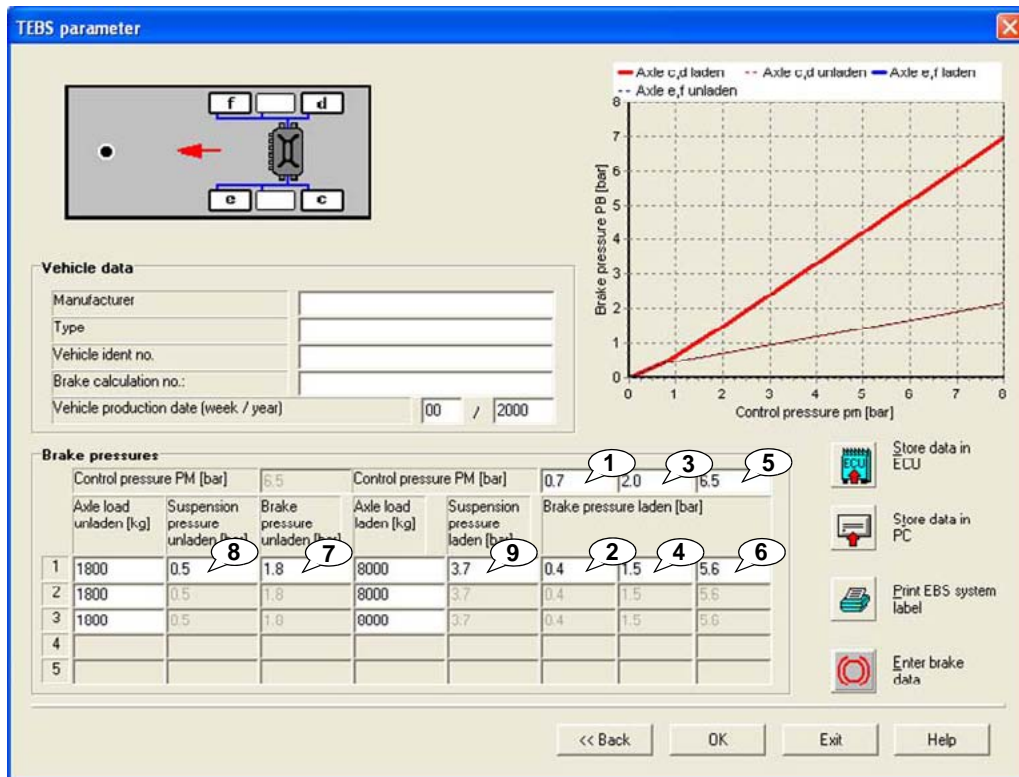 TEBS parameter
Axle c,d laden Axle c,d unladen Axle e,f laden
Axle e,f unladen
f d
e c
8
7
6
5
4
3
2
1
0
Brake pressure PB [bar]
0 1 2 3 4 5 6 7 8
Control pressure pm [bar]
Vehicle data
Manufacturer
Type
Vehicle ident no.
Brake calculation no.:
Vehicle production date (week / year) 00 / 2000
Brake pressures
Control pressure PM [bar] 6.5 Control pressure PM [bar] 0.7 1 2.0 3 6.5 5
Axle load unladen [kg]
Suspension pressure unladen [bar] 8
Brake pressure unladen [bar] 7
Axle load laden [kg]
Suspension pressure laden [bar] 9
Brake pressure laden [bar] 2 4 6
1 1800 0.5 1.8 8000 3.7 0.4 1.5 5.6
2 1800 0.5 1.8 8000 3.7 0.4 1.5 5.6
3 1800 0.5 1.8 8000 3.7 0.4 1.5 5.6
4
5
Store data in
ECU
ECU
Store data in
PC
Print EBS system
label
Enter brake
data
<< Back OK Exit Help